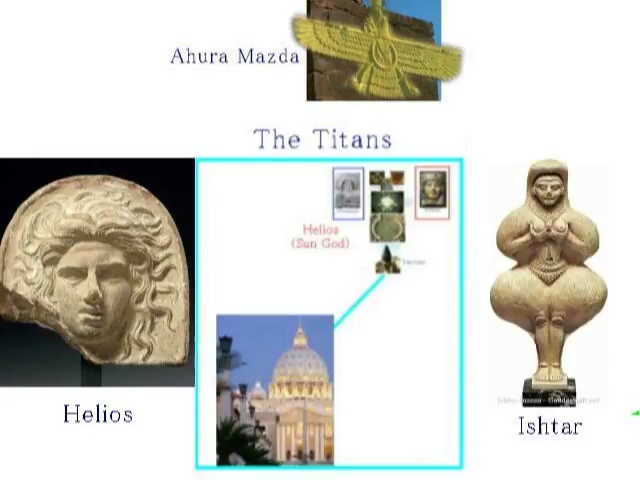 Ahura Mazda
The Titans
Helios
(Sun God)
Helios
Ishtar